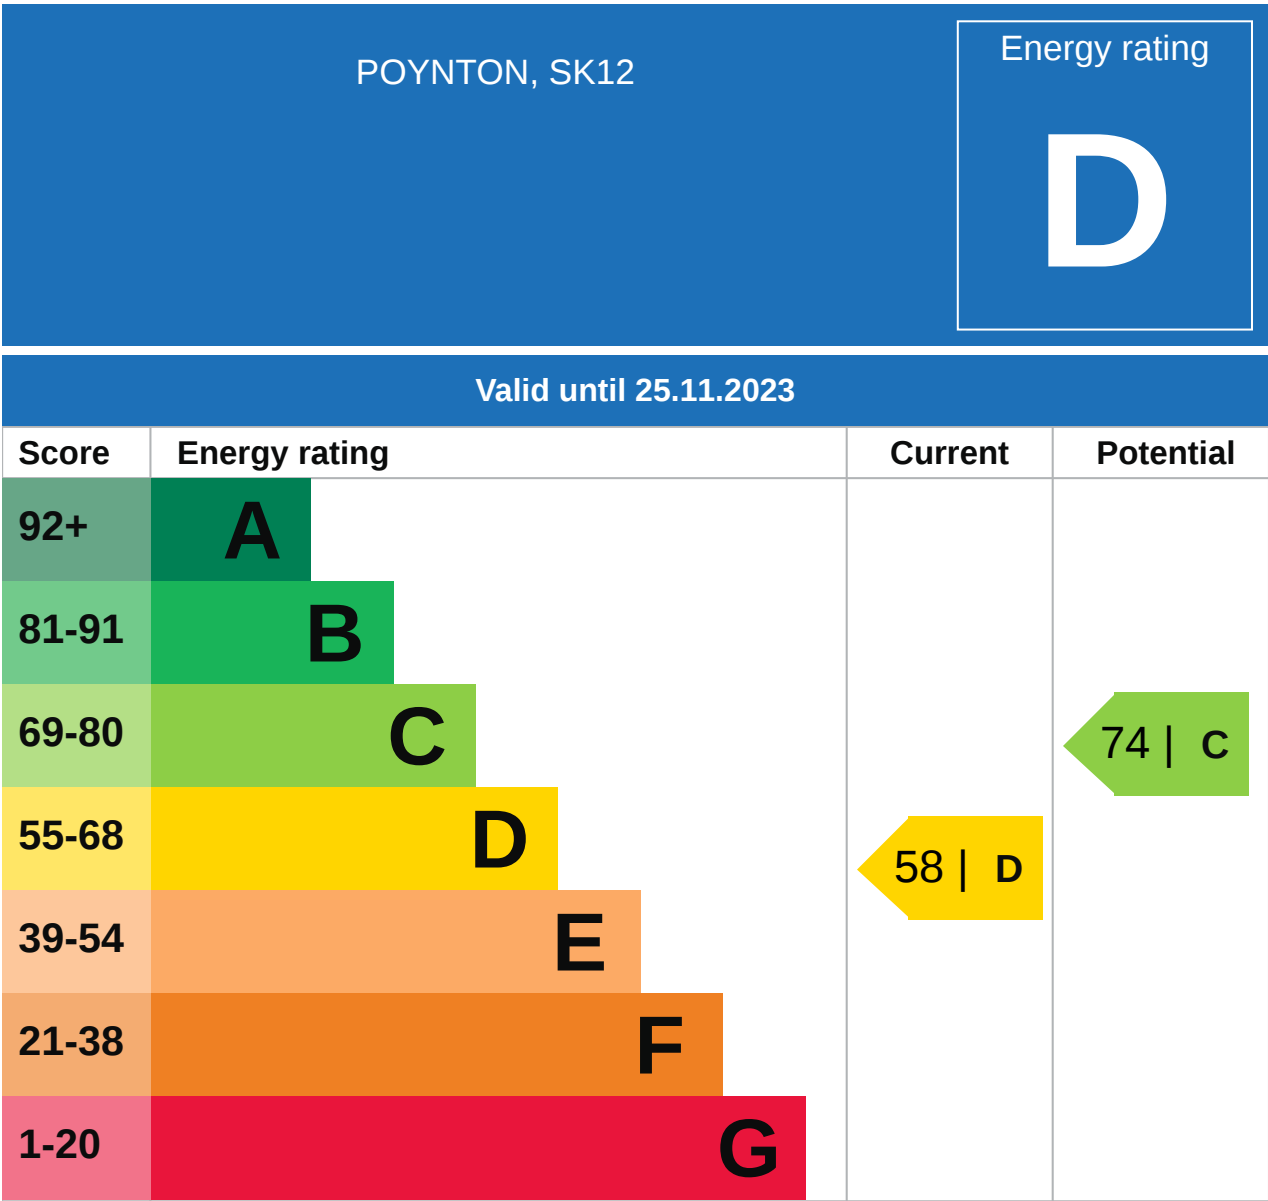 POYNTON, SK12
Energy rating
D
Valid until 25.11.2023
Score Energy rating Current Potential
92+ A
81-91 B
69-80 C 74 | C
55-68 D 58 | D
39-54 E
21-38 F
1-20 G